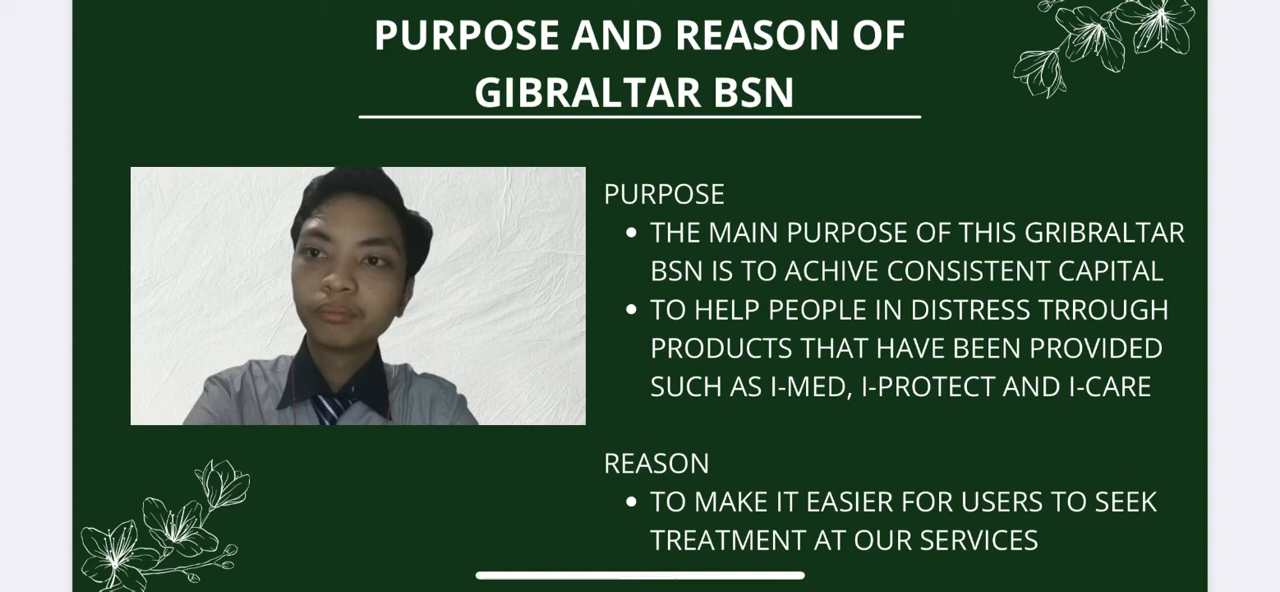 PURPOSE AND REASON OF
GIBRALTAR BSN
PURPOSE
THE MAIN PURPOSE OF THIS GRIBRALTAR
BSN IS TO ACHIVE CONSISTENT CAPITAL
TO HELP PEOPLE IN DISTRESS TRROUGH
PRODUCTS THAT HAVE BEEN PROVIDED
SUCH AS I-MED, I-PROTECT AND I-CARE
REASON
TO MAKE IT EASIER FOR USERS TO SEEK
TREATMENT AT OUR SERVICES